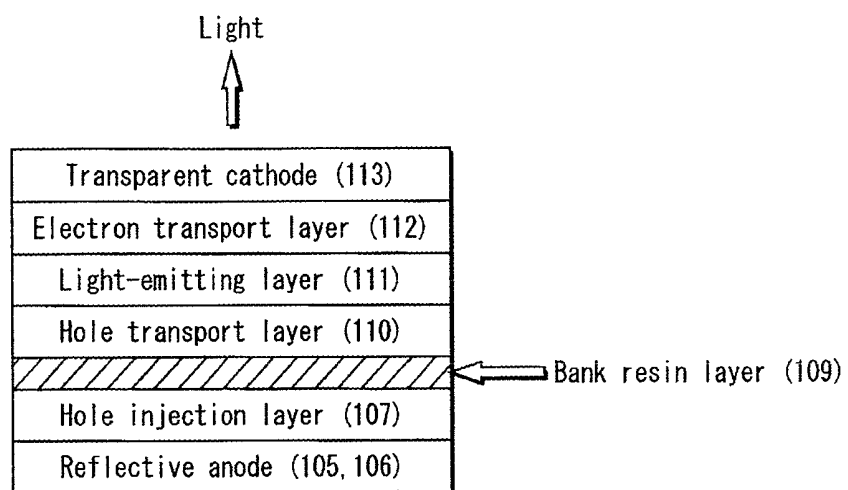 Light
Transparent cathode (113)
Electron transport layer (112)
Light-emitting layer (111)
Hole transport layer (110)
Bank resin layer (109)
Hole injection layer (107)
Reflective anode (105, 106)